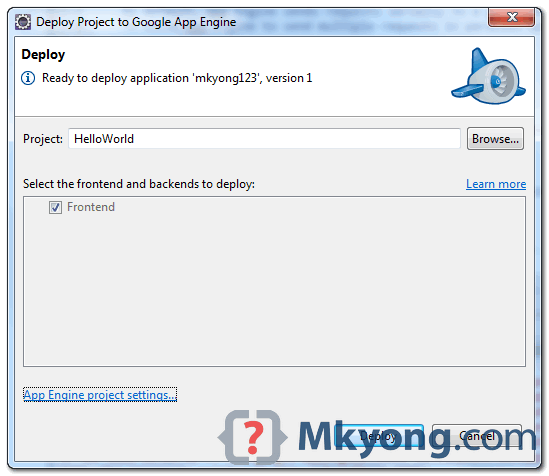 Deploy Project to Google App Engine
Deploy
Ready to deploy application 'mkyong123', version 1
Project: HelloWorld Browse...
Select the frontend and backends to deploy: Learn more
Frontend
App Engine project settings...
Deploy Cancel
{?} Mkyong.com